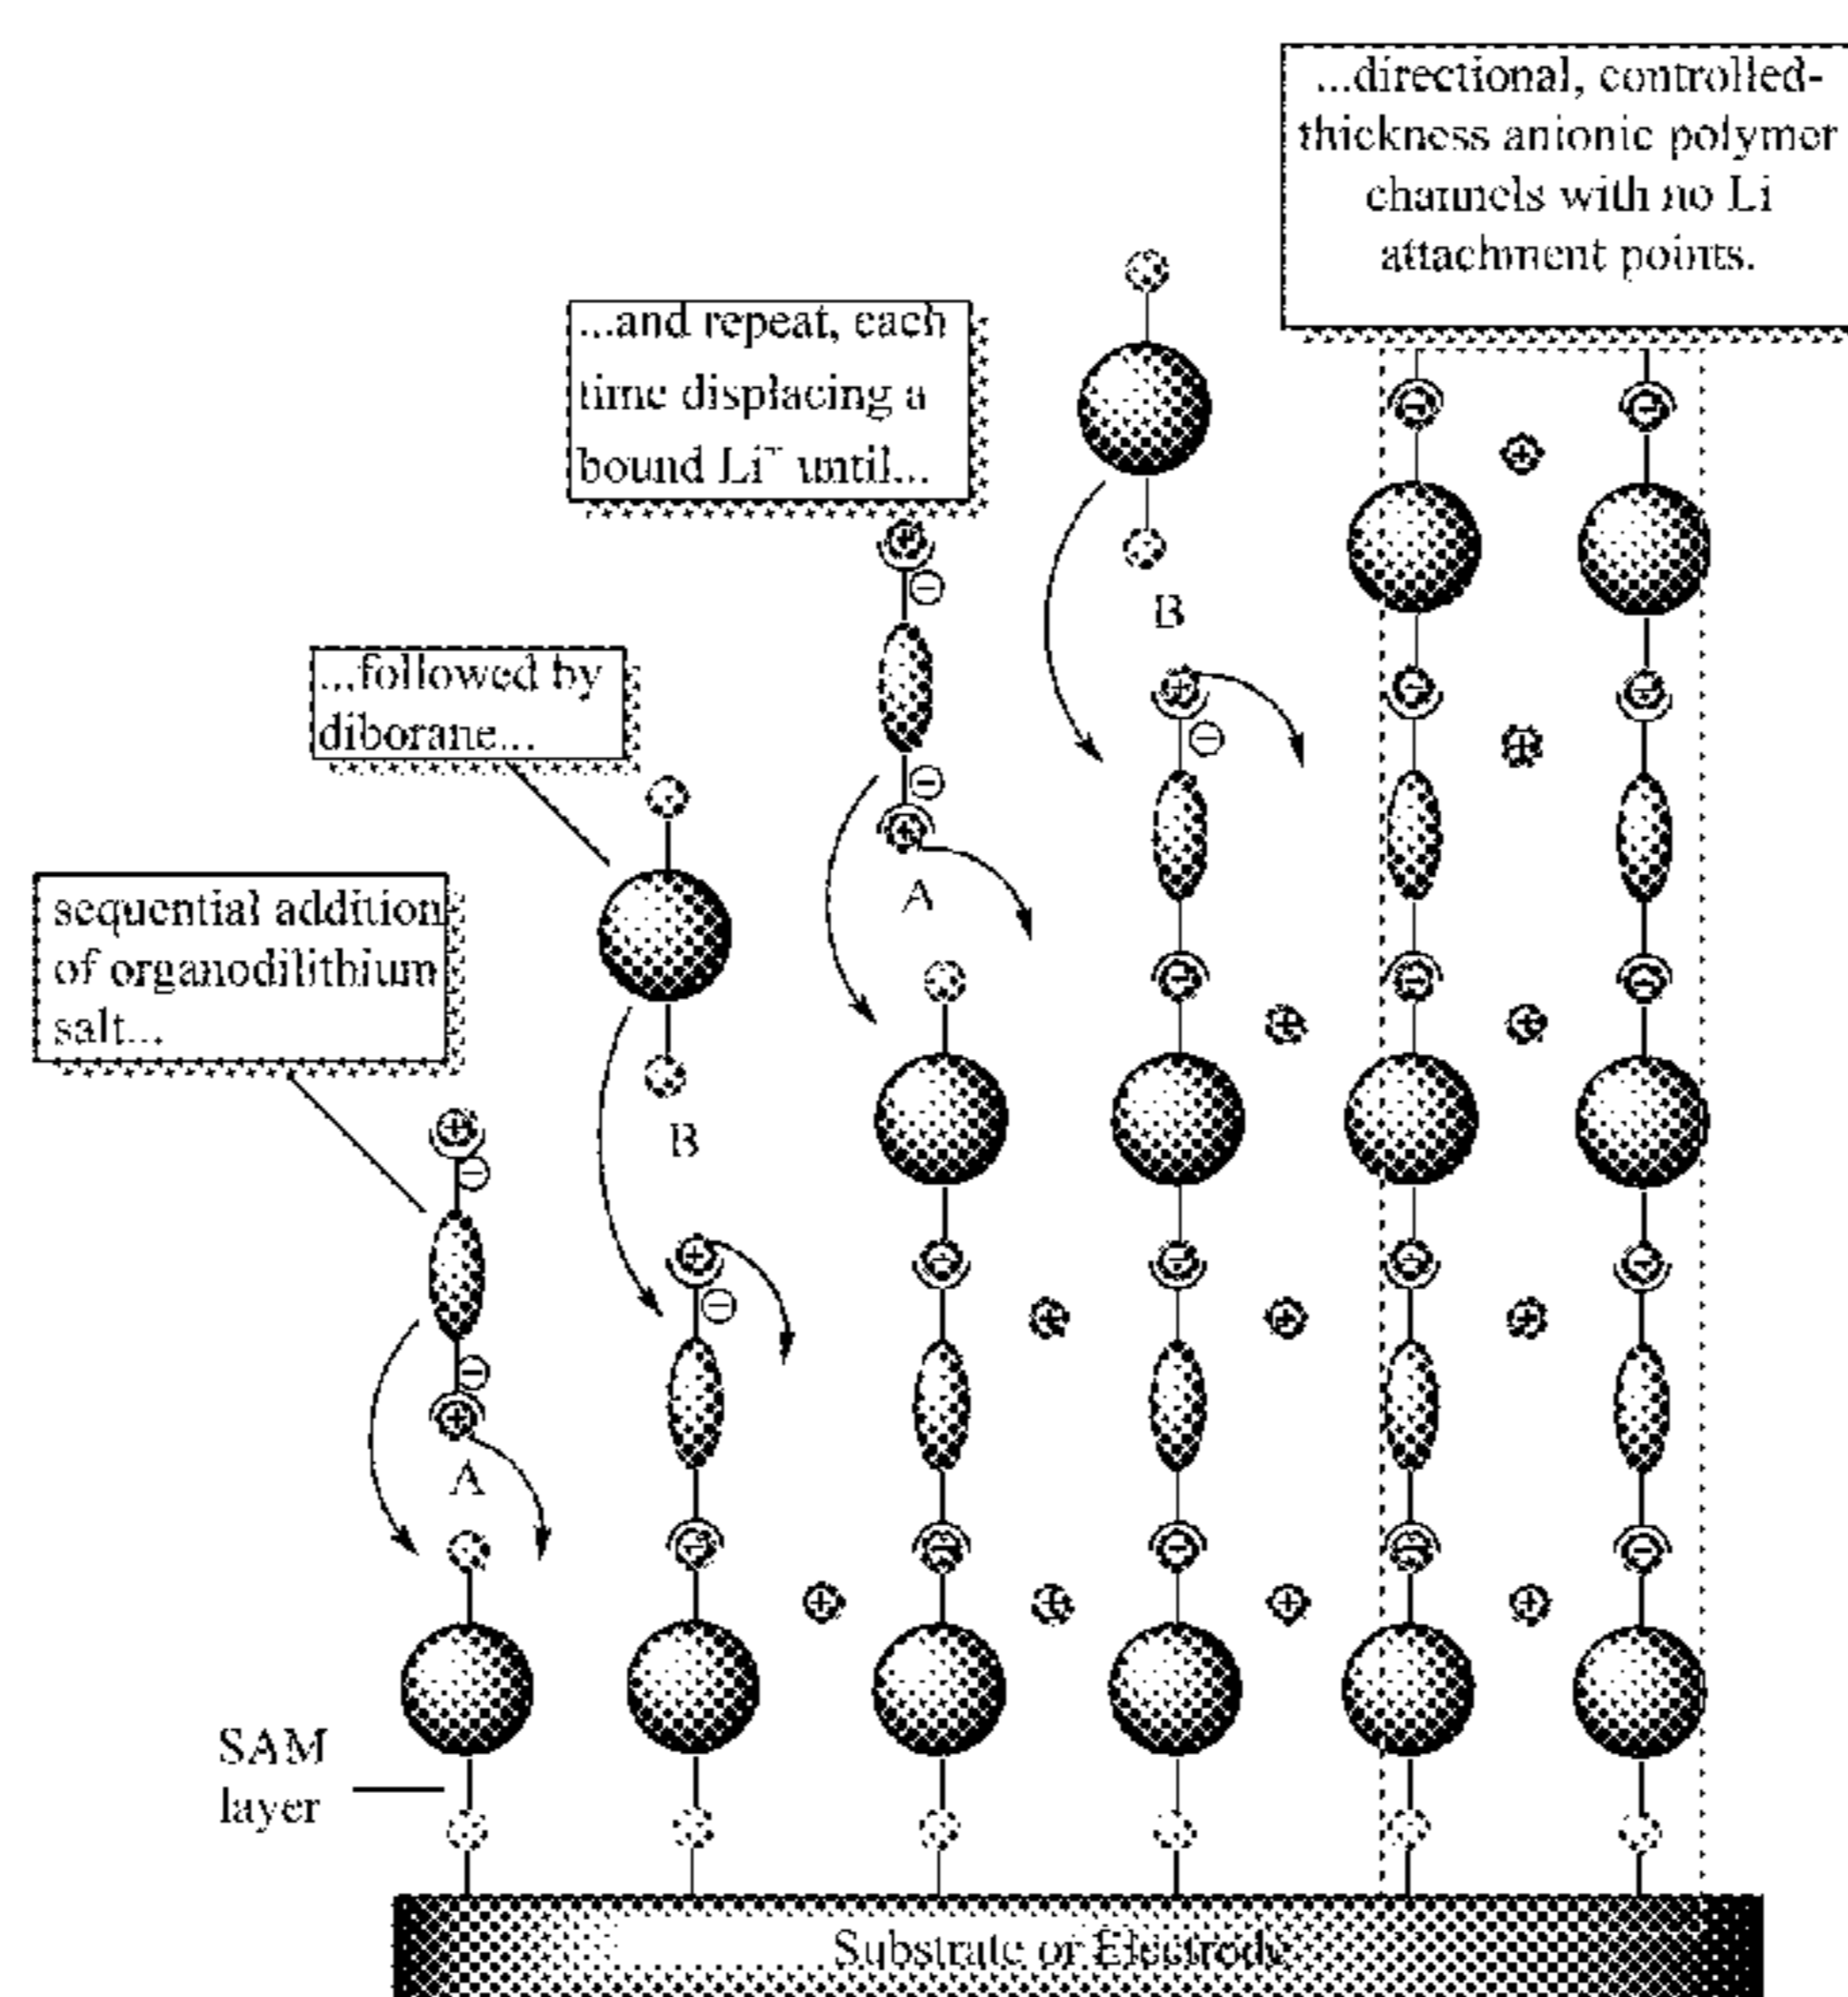 ...directional, controlled-
thickness anionic polymer
channels with no Li
attachment points.
...and repeat, each
time displacing a
bound Li⁺ until...
B
...followed by
diborane...
A
sequential addition
of organodilithium
salt...
B
A
SAM
layer
Substrate or Electrode